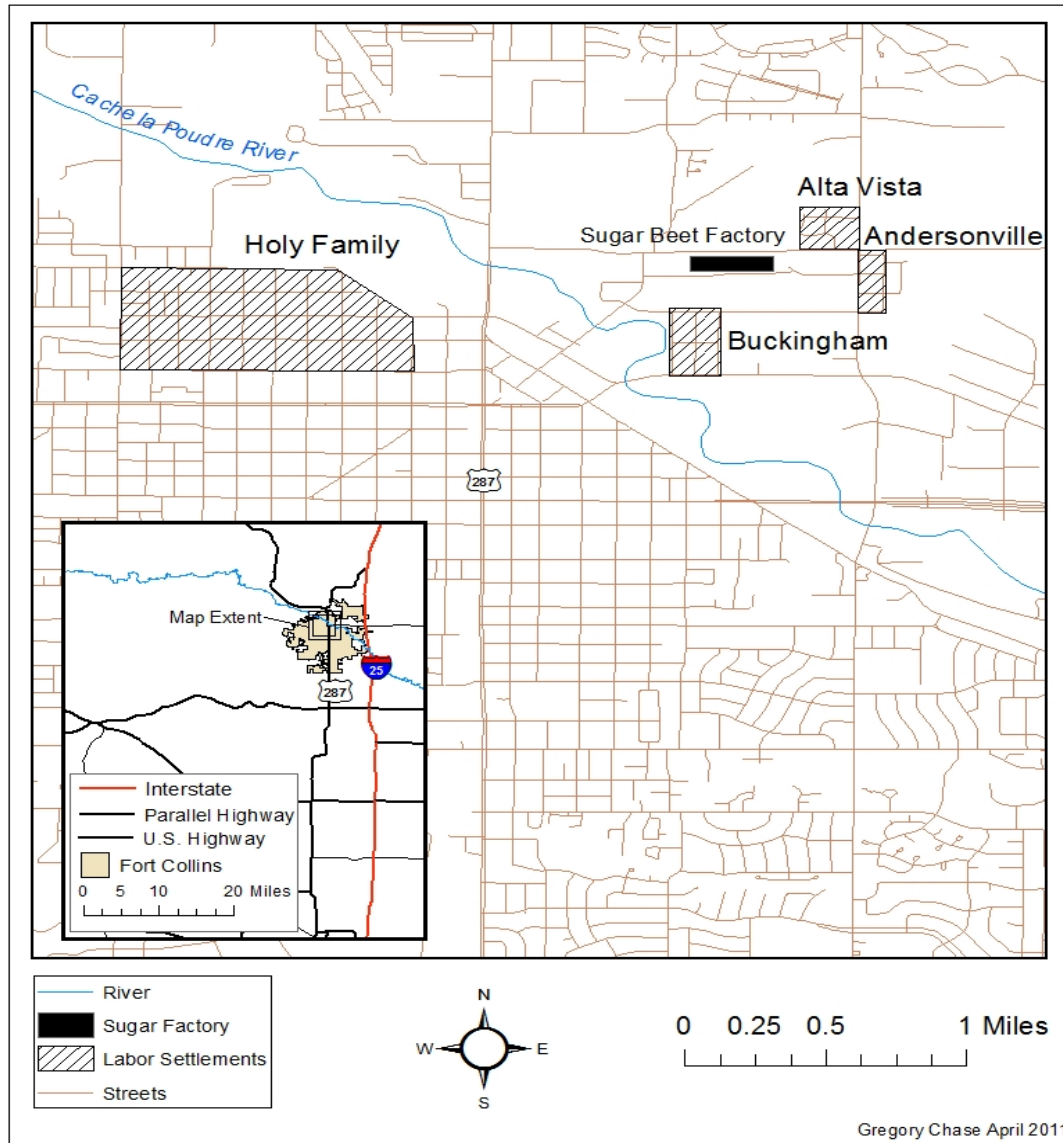 Cache la Poudre River
Alta Vista
Holy Family
Sugar Beet Factory
Andersonville
Buckingham
287
Map Extent
25
287
Interstate
Parallel Highway
U.S. Highway
Fort Collins
0 5 10 20 Miles
River
Sugar Factory
Labor Settlements
Streets
N
W E
S
0 0.25 0.5 1 Miles
Gregory Chase April 201